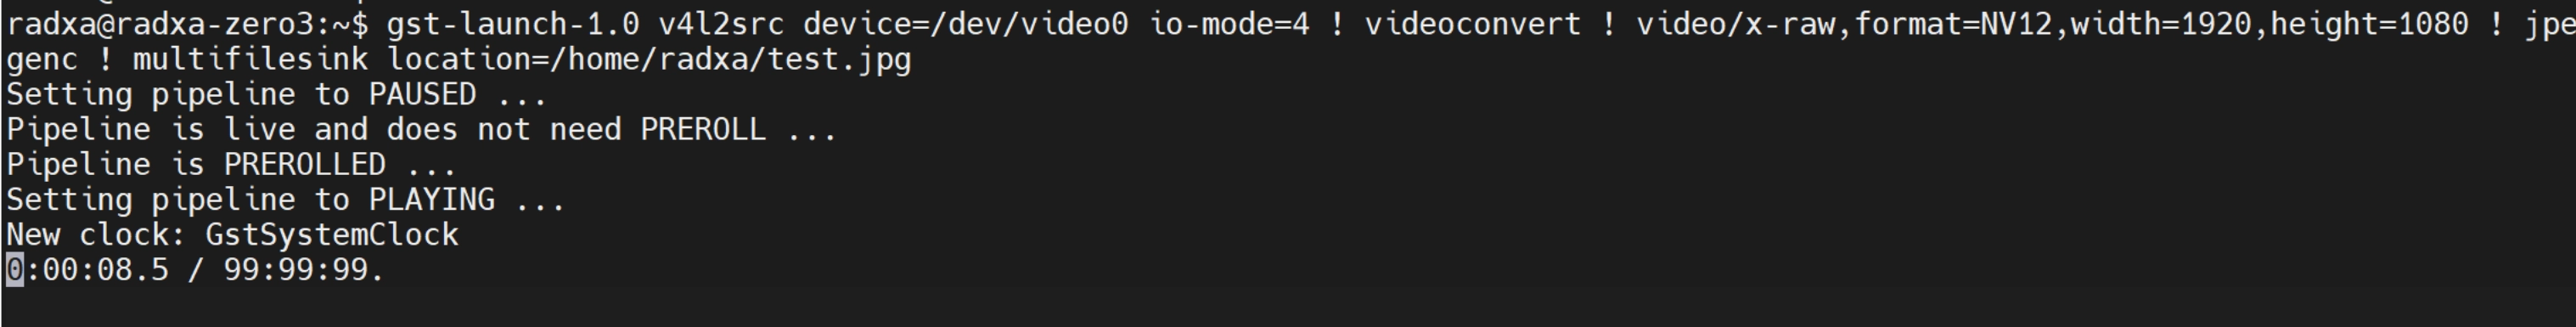 radxa@radxa-zero3:~$ gst-launch-1.0 v4l2src device=/dev/video0 io-mode=4 ! videoconvert ! video/x-raw,format=NV12,width=1920,height=1080 ! jpe
genc ! multifilesink location=/home/radxa/test.jpg
Setting pipeline to PAUSED ...
Pipeline is live and does not need PREROLL ...
Pipeline is PREROLLED ...
Setting pipeline to PLAYING ...
New clock: GstSystemClock
0:00:08.5 / 99:99:99.